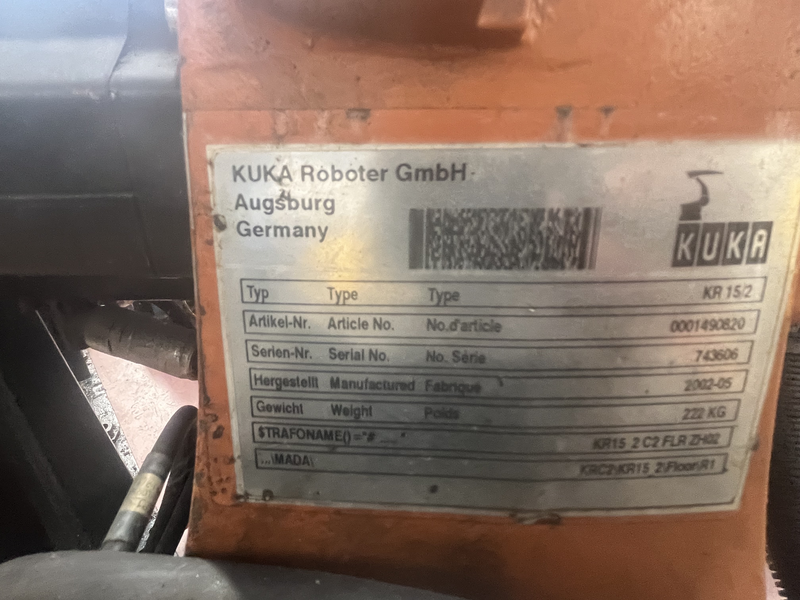 KUKA Roboter GmbH
Augsburg
Germany
KUKA
Typ Type Type KR 15/2
Artikel-Nr. Article No. No.d'article 0001490820
Serien-Nr. Serial No. No. Série 743606
Hergestellt Manufactured Fabriqué 2002-05
Gewicht Weight Poids 222 KG
$TRAFONAME()="# ..... " KR15_2 C2 FLR ZH02
...\MADA\ KRC2\KR15_2\Floor\R1